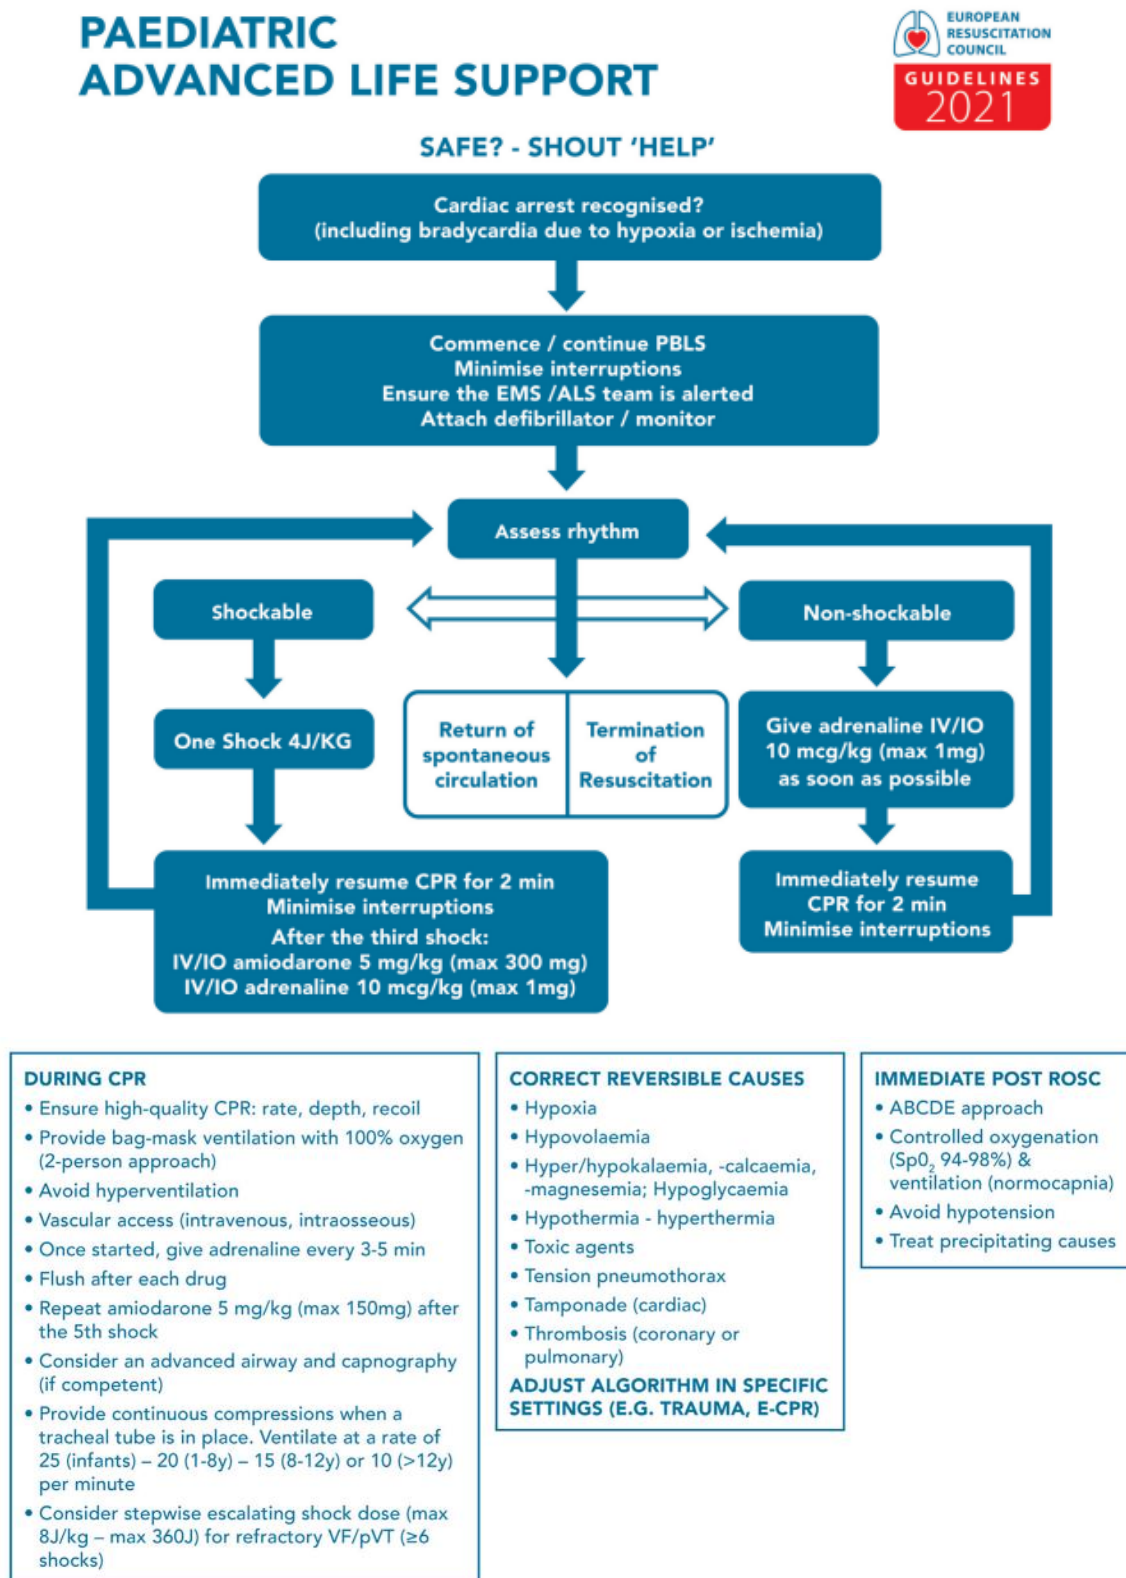 PAEDIATRIC
ADVANCED LIFE SUPPORT
EUROPEAN
RESUSCITATION
COUNCIL
GUIDELINES
2021
SAFE? - SHOUT ‘HELP’
Cardiac arrest recognised?
(including bradycardia due to hypoxia or ischemia)
Commence / continue PBLS
Minimise interruptions
Ensure the EMS /ALS team is alerted
Attach defibrillator / monitor
Assess rhythm
Shockable
Non-shockable
One Shock 4J/KG
Return of
spontaneous
circulation
Termination
of
Resuscitation
Give adrenaline IV/IO
10 mcg/kg (max 1mg)
as soon as possible
Immediately resume CPR for 2 min
Minimise interruptions
After the third shock:
IV/IO amiodarone 5 mg/kg (max 300 mg)
IV/IO adrenaline 10 mcg/kg (max 1mg)
Immediately resume
CPR for 2 min
Minimise interruptions
DURING CPR
• Ensure high-quality CPR: rate, depth, recoil
• Provide bag-mask ventilation with 100% oxygen
(2-person approach)
• Avoid hyperventilation
• Vascular access (intravenous, intraosseous)
• Once started, give adrenaline every 3-5 min
• Flush after each drug
• Repeat amiodarone 5 mg/kg (max 150mg) after
the 5th shock
• Consider an advanced airway and capnography
(if competent)
• Provide continuous compressions when a
tracheal tube is in place. Ventilate at a rate of
25 (infants) – 20 (1-8y) – 15 (8-12y) or 10 (>12y)
per minute
• Consider stepwise escalating shock dose (max
8J/kg – max 360J) for refractory VF/pVT (≥6
shocks)
CORRECT REVERSIBLE CAUSES
• Hypoxia
• Hypovolaemia
• Hyper/hypokalaemia, -calcaemia,
-magnesemia; Hypoglycaemia
• Hypothermia - hyperthermia
• Toxic agents
• Tension pneumothorax
• Tamponade (cardiac)
• Thrombosis (coronary or
pulmonary)
ADJUST ALGORITHM IN SPECIFIC
SETTINGS (E.G. TRAUMA, E-CPR)
IMMEDIATE POST ROSC
• ABCDE approach
• Controlled oxygenation
(Sp0₂ 94-98%) &
ventilation (normocapnia)
• Avoid hypotension
• Treat precipitating causes